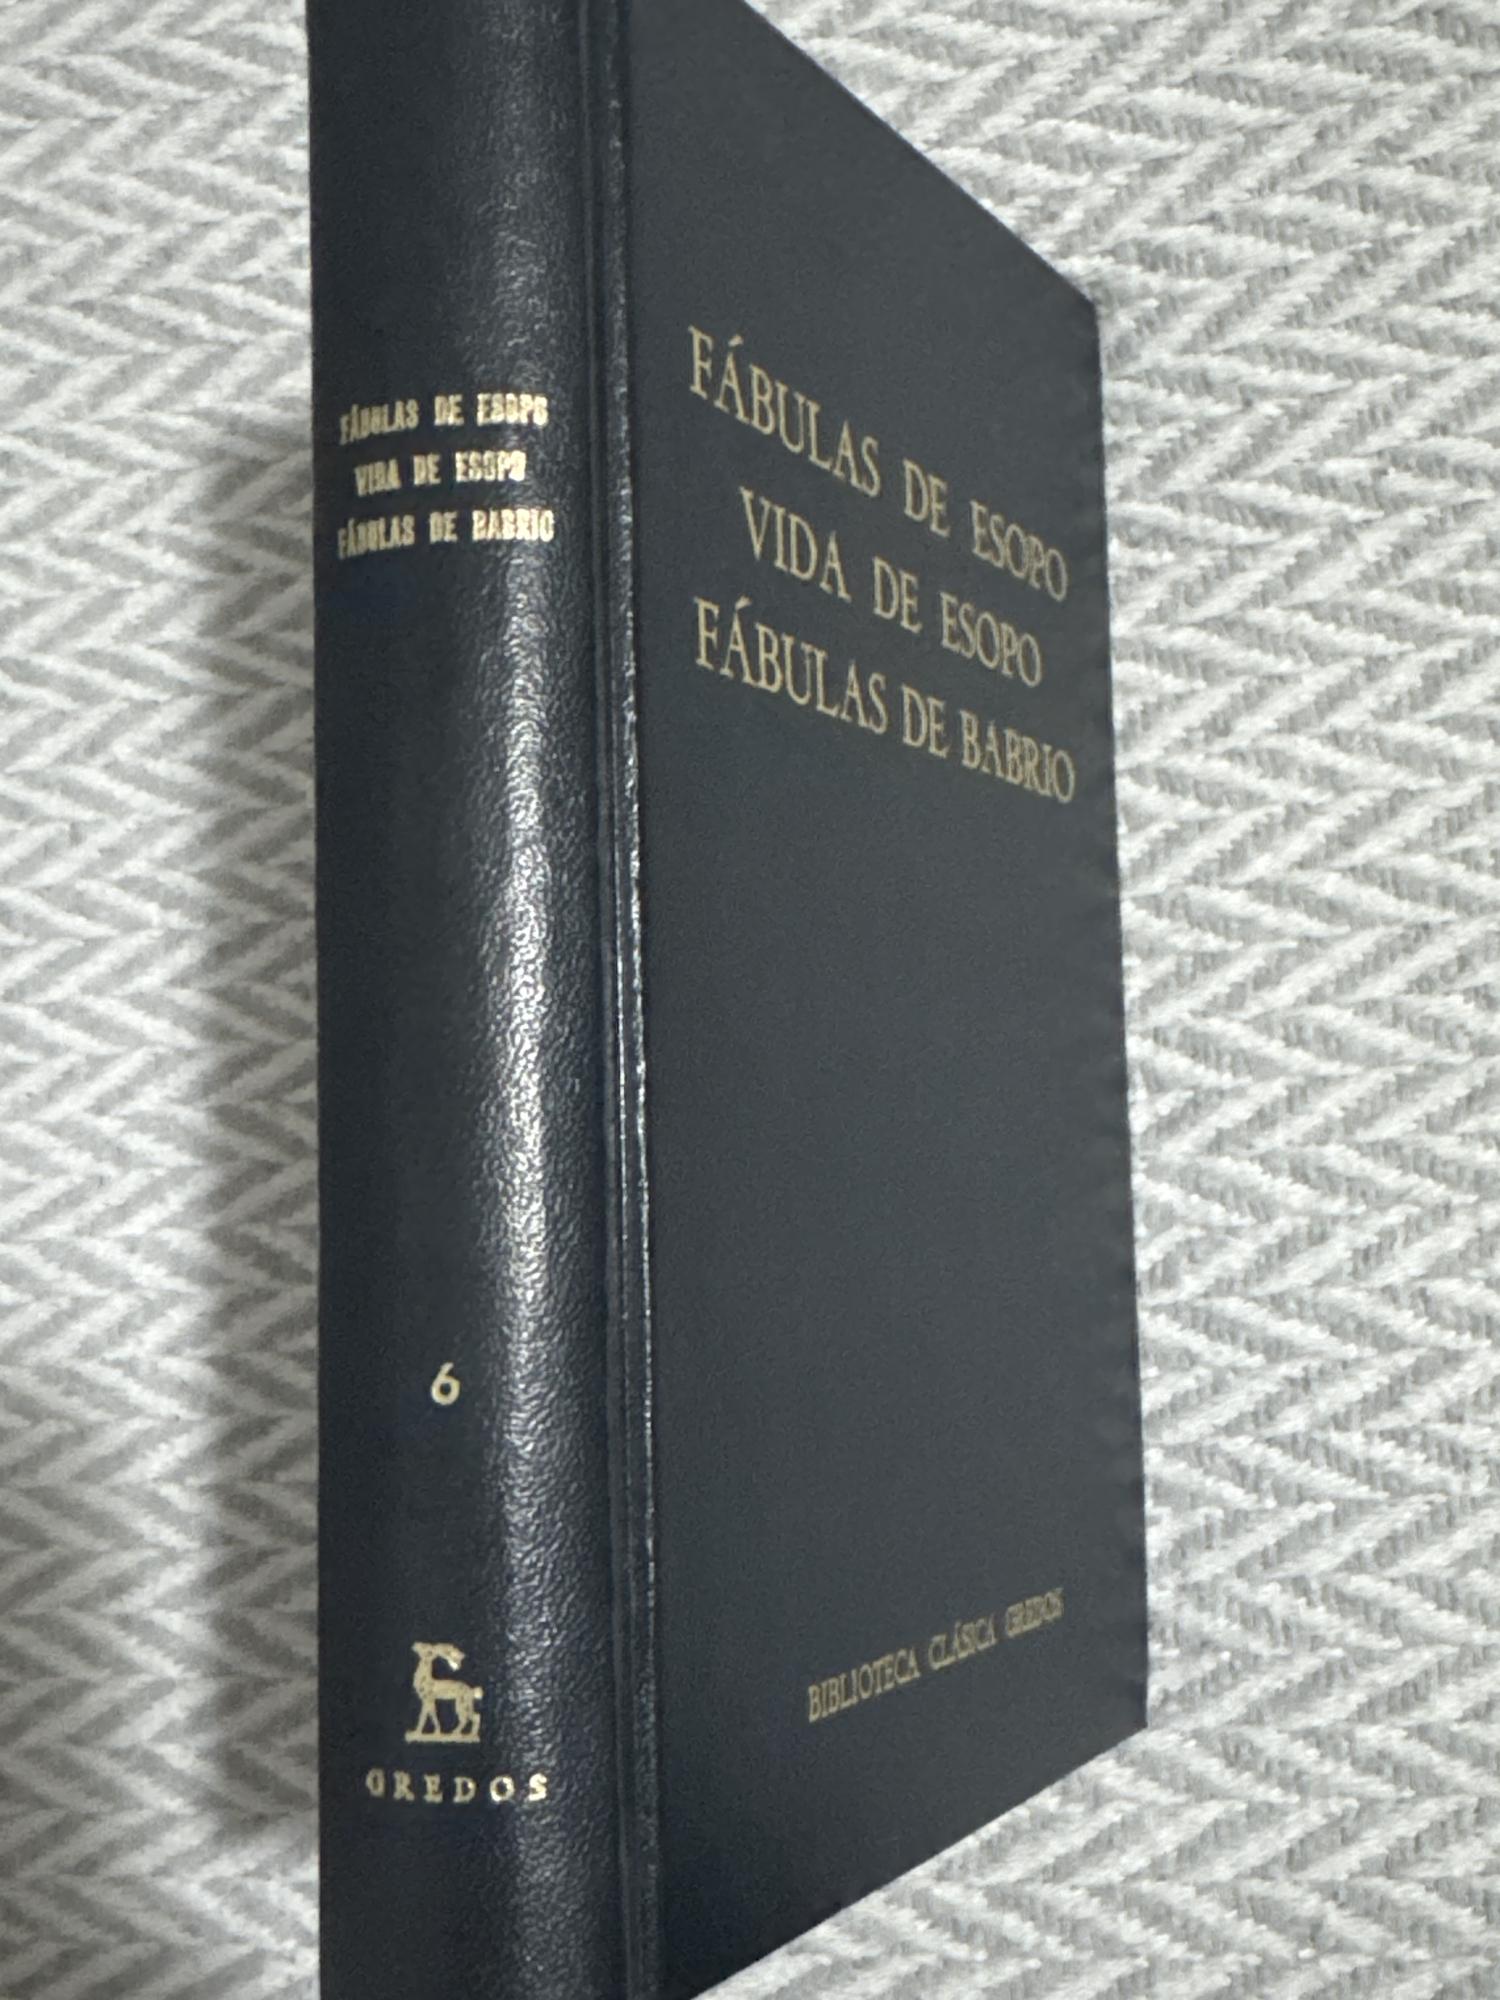 FÁBULAS DE ESOPO
VIDA DE ESOPO
FÁBULAS DE BABRIO
6
GREDOS
FÁBULAS DE ESOPO
VIDA DE ESOPO
FÁBULAS DE BABRIO
BIBLIOTECA CLÁSICA GREDOS